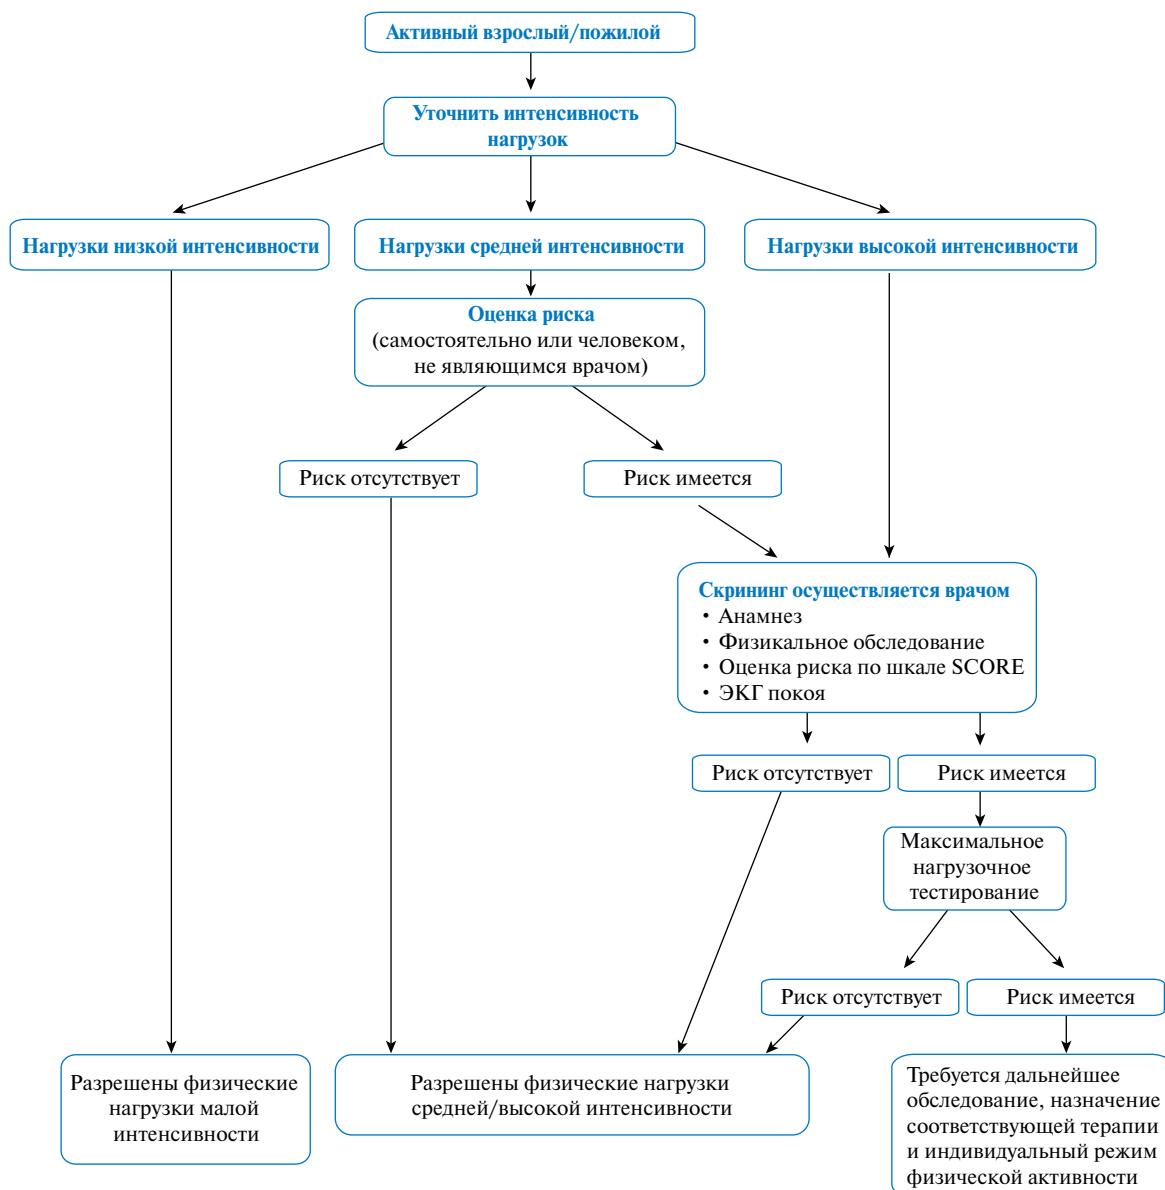 Активный взрослый/пожилой
Уточнить интенсивность
нагрузок
Нагрузки низкой интенсивности
Нагрузки средней интенсивности
Нагрузки высокой интенсивности
Оценка риска
(самостоятельно или человеком,
не являющимся врачом)
Риск отсутствует
Риск имеется
Скрининг осуществляется врачом
• Анамнез
• Физикальное обследование
• Оценка риска по шкале SCORE
• ЭКГ покоя
Риск отсутствует
Риск имеется
Максимальное
нагрузочное
тестирование
Риск отсутствует
Риск имеется
Разрешены физические
нагрузки малой
интенсивности
Разрешены физические нагрузки
средней/высокой интенсивности
Требуется дальнейшее
обследование, назначение
соответствующей терапии
и индивидуальный режим
физической активности